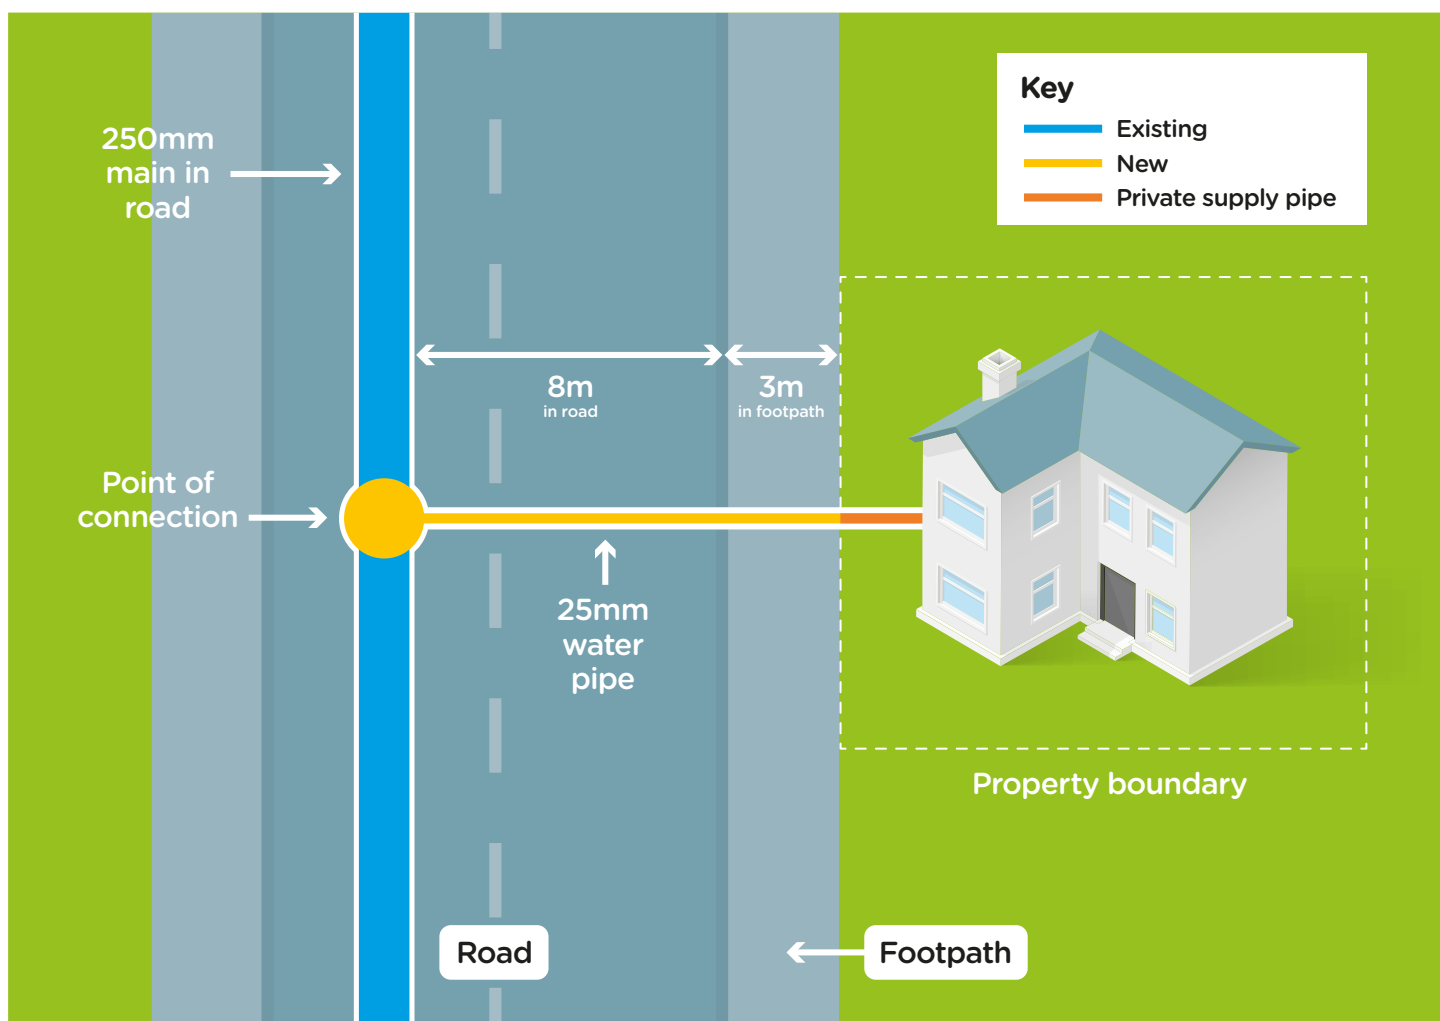 Key
Existing
New
Private supply pipe
250mm
main in
road
8m
in road
3m
in footpath
Point of
connection
25mm
water
pipe
Property boundary
Road
Footpath